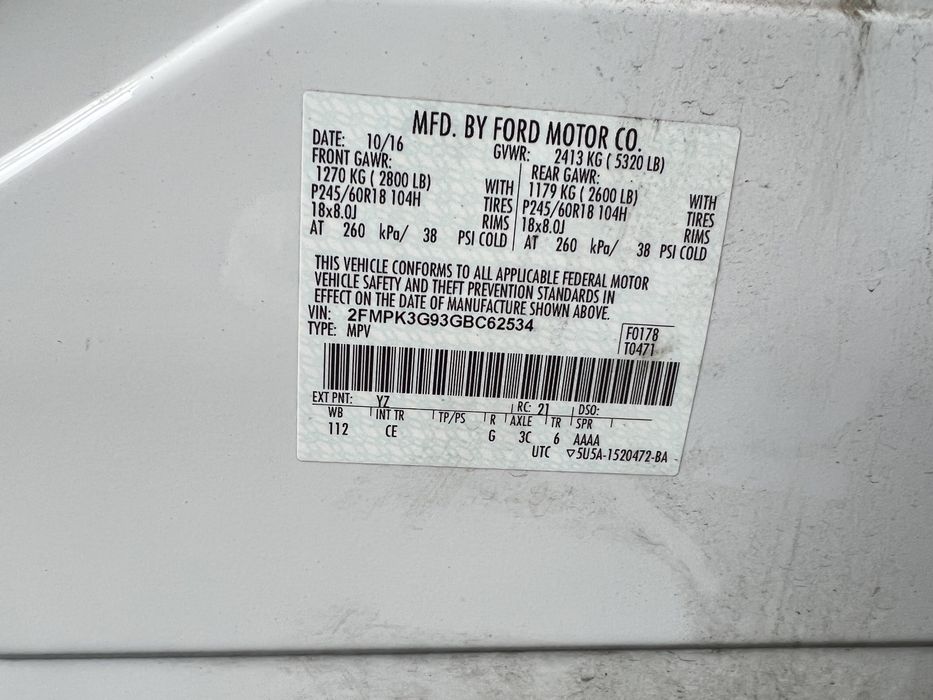 MFD. BY FORD MOTOR CO.
DATE: 10/16 GVWR: 2413 KG ( 5320 LB)
FRONT GAWR: REAR GAWR:
1270 KG ( 2800 LB) WITH 1179 KG ( 2600 LB) WITH
P245/60R18 104H TIRES P245/60R18 104H TIRES
18x8.0J RIMS 18x8.0J RIMS
AT 260 kPa/ 38 PSI COLD AT 260 kPa/ 38 PSI COLD
THIS VEHICLE CONFORMS TO ALL APPLICABLE FEDERAL MOTOR
VEHICLE SAFETY AND THEFT PREVENTION STANDARDS IN
EFFECT ON THE DATE OF MANUFACTURE SHOWN ABOVE.
VIN: 2FMPK3G93GBC62534
TYPE: MPV F0178
T0471
EXT PNT: YZ RC: 21 DSO:
WB INT TR TP/PS R AXLE TR SPR
112 CE G 3C 6 AAAA
UTC ▽5U5A-1520472-BA